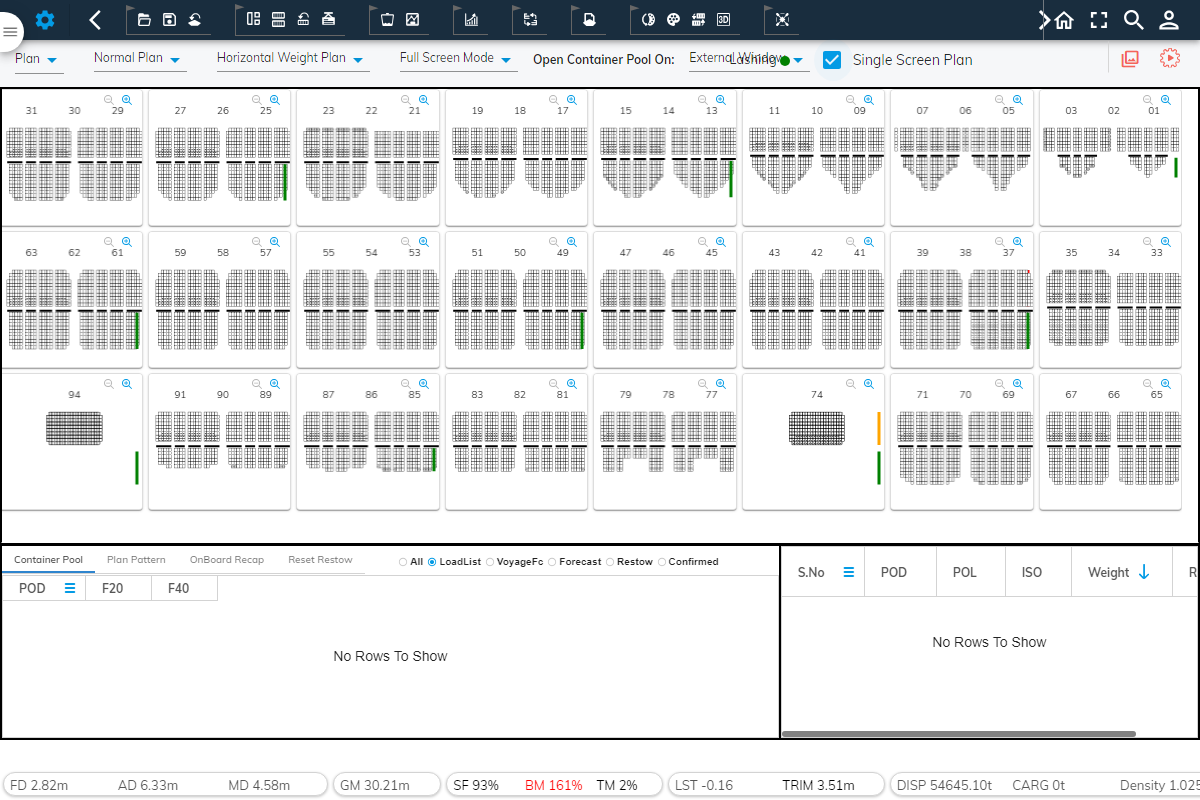 3D
Plan
Normal Plan
Horizontal Weight Plan
Full Screen Mode
Open Container Pool On:
External Window
Lashing
Single Screen Plan
31 30 29
27 26 25
23 22 21
19 18 17
15 14 13
11 10 09
07 06 05
03 02 01
63 62 61
59 58 57
55 54 53
51 50 49
47 46 45
43 42 41
39 38 37
35 34 33
94
91 90 89
87 86 85
83 82 81
79 78 77
74
71 70 69
67 66 65
Container Pool Plan Pattern OnBoard Recap Reset Restow
All LoadList VoyageFc Forecast Restow Confirmed
POD F20 F40
No Rows To Show
S.No POD POL ISO Weight R
No Rows To Show
FD 2.82m AD 6.33m MD 4.58m GM 30.21m SF 93% BM 161% TM 2% LST -0.16 TRIM 3.51m DISP 54645.10t CARG 0t Density 1.025